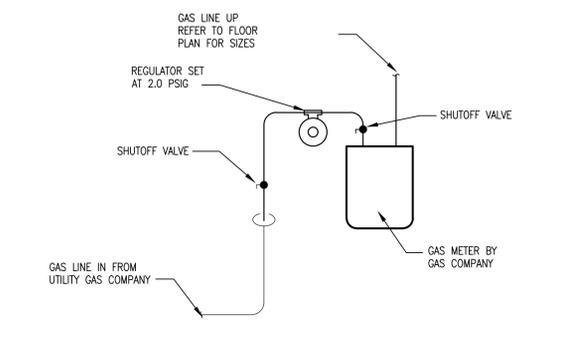 GAS LINE UP
REFER TO FLOOR
PLAN FOR SIZES
REGULATOR SET
AT 2.0 PSIG
SHUTOFF VALVE
SHUTOFF VALVE
GAS METER BY
GAS COMPANY
GAS LINE IN FROM
UTILITY GAS COMPANY